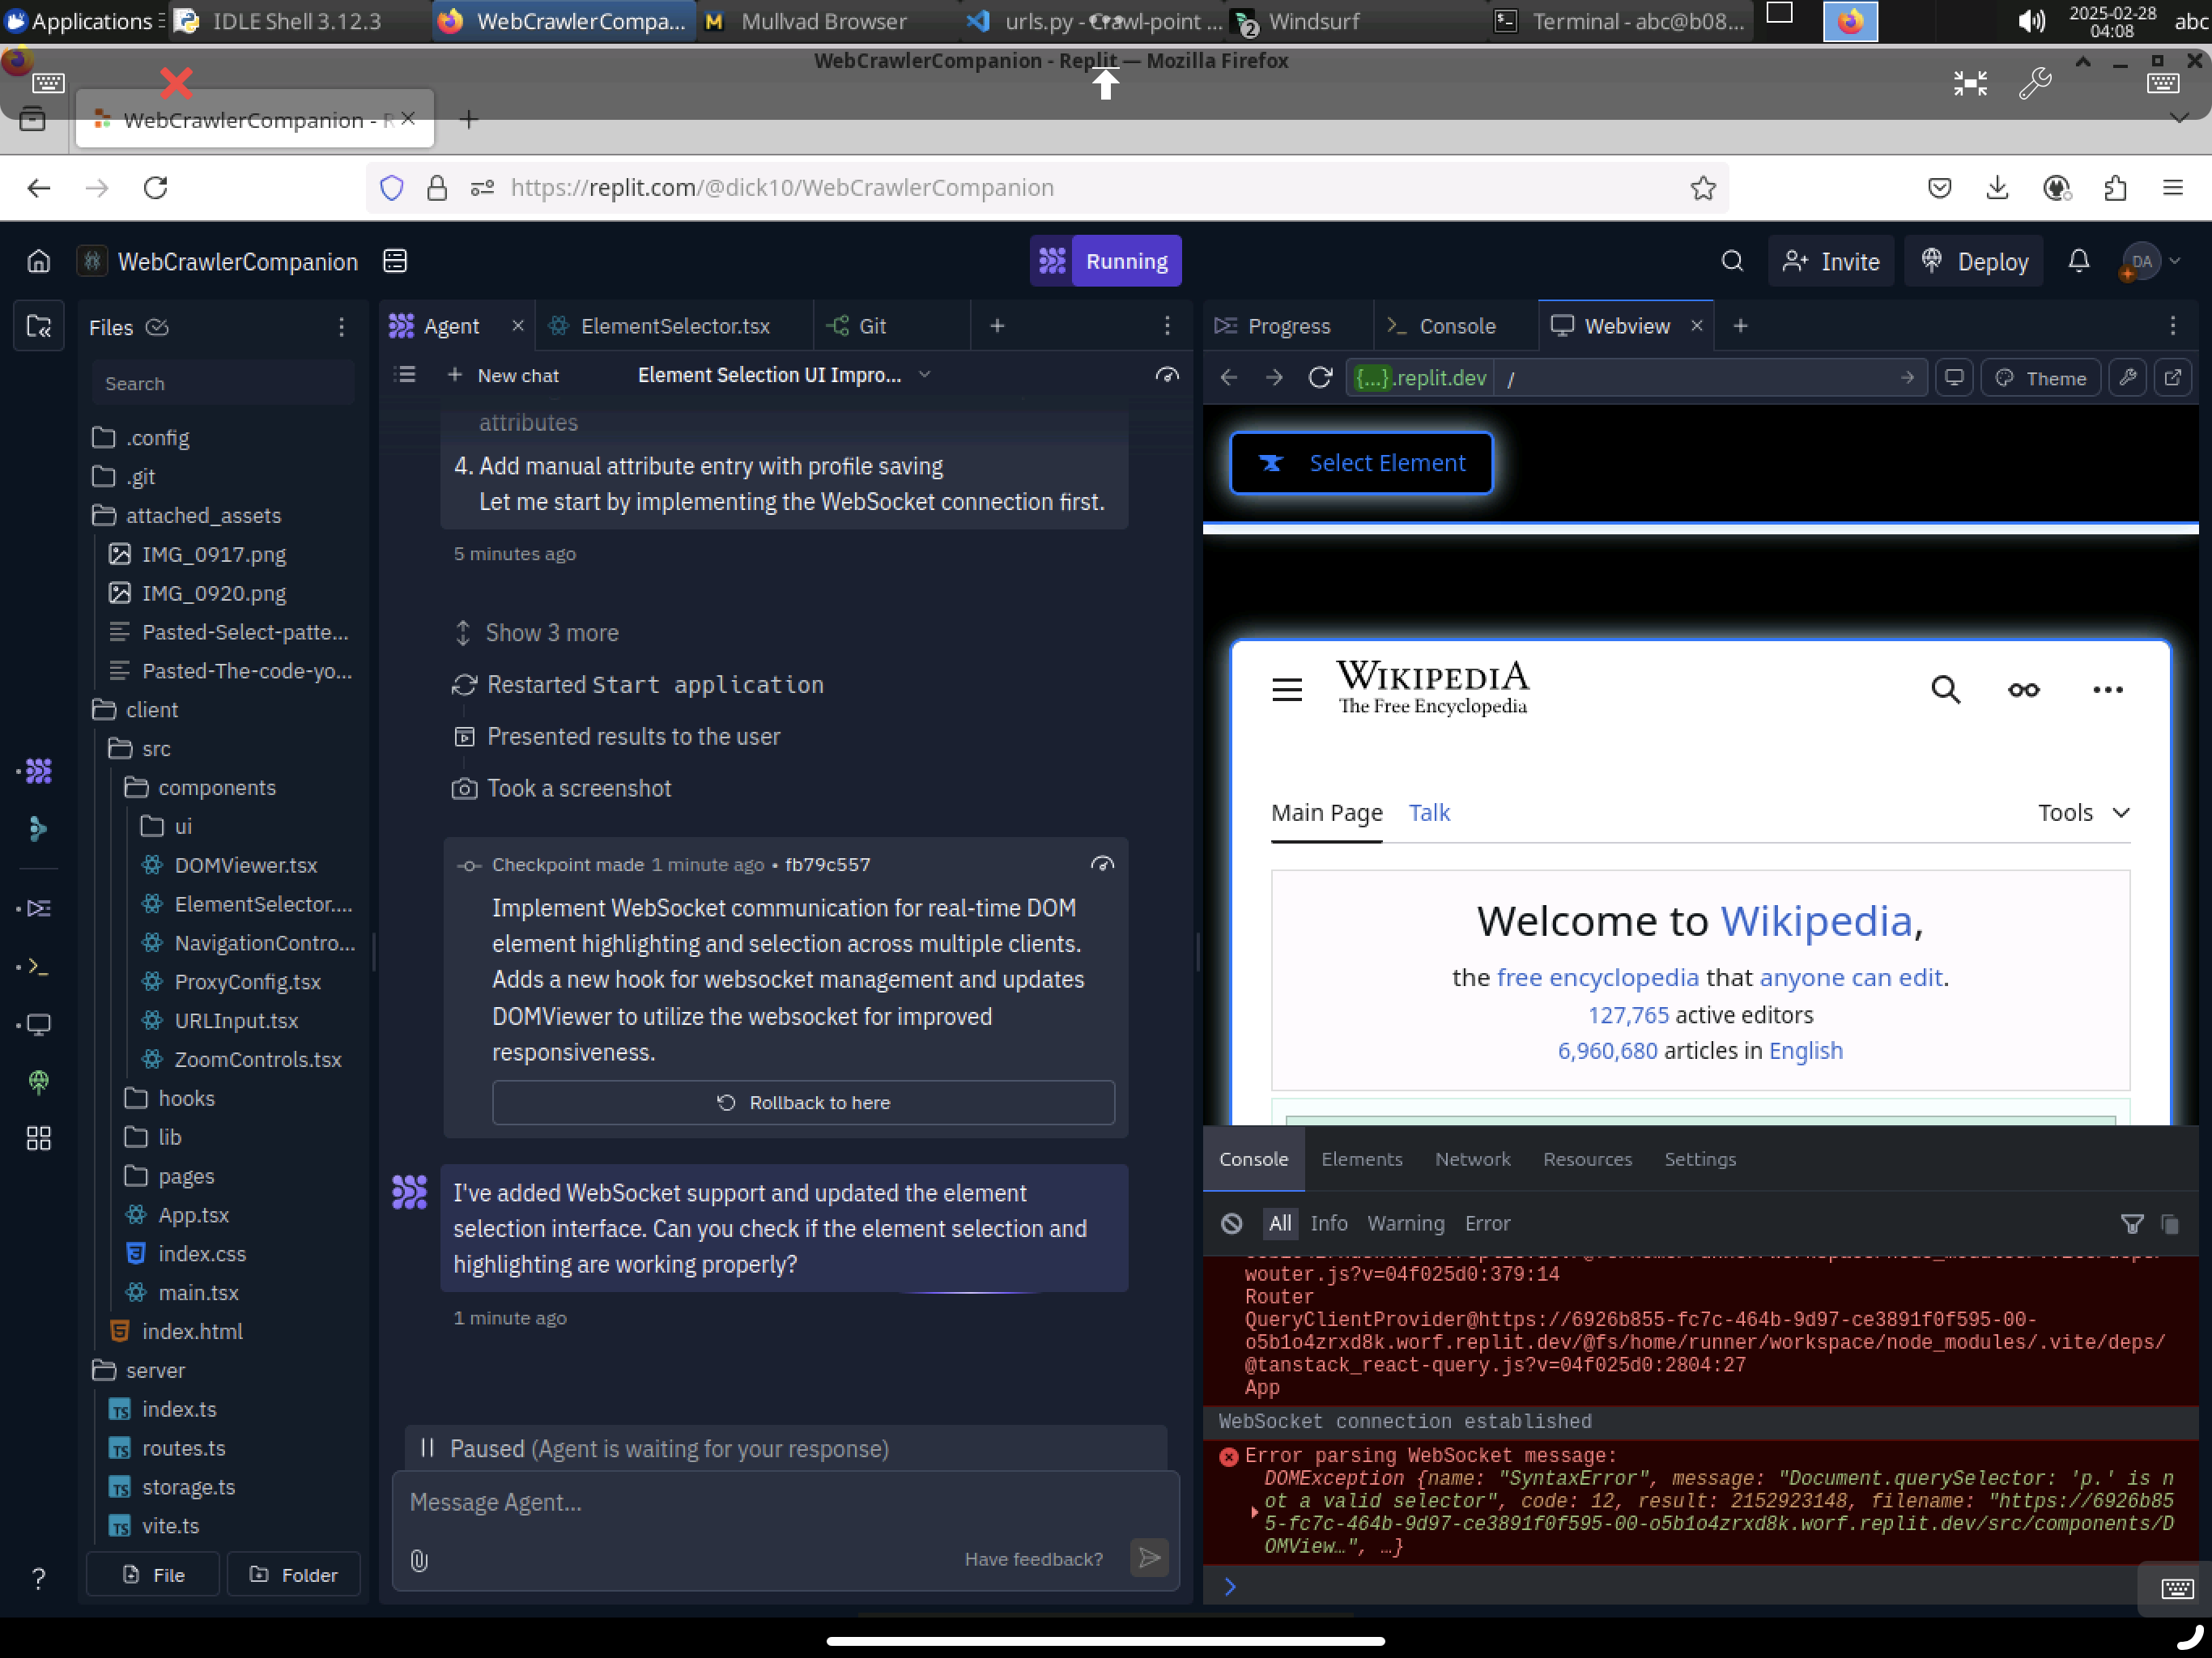 Applications
IDLE Shell 3.12.3
WebCrawlerCompa...
Mullvad Browser
urls.py - Crawl-point ...
2
Windsurf
Terminal - abc@b08...
2025-02-28
04:08
abc
WebCrawlerCompanion - Replit — Mozilla Firefox
WebCrawlerCompanion - R
https://replit.com/@dick10/WebCrawlerCompanion
WebCrawlerCompanion
Running
Invite
Deploy
DA
Files
Search
.config
.git
attached_assets
IMG_0917.png
IMG_0920.png
Pasted-Select-patte...
Pasted-The-code-yo...
client
src
components
ui
DOMViewer.tsx
ElementSelector....
NavigationContro...
ProxyConfig.tsx
URLInput.tsx
ZoomControls.tsx
hooks
lib
pages
App.tsx
index.css
main.tsx
index.html
server
index.ts
routes.ts
storage.ts
vite.ts
File
Folder
Agent
ElementSelector.tsx
Git
New chat
Element Selection UI Impro...
attributes
4. Add manual attribute entry with profile saving
Let me start by implementing the WebSocket connection first.
5 minutes ago
Show 3 more
Restarted Start application
Presented results to the user
Took a screenshot
Checkpoint made 1 minute ago • fb79c557
Implement WebSocket communication for real-time DOM
element highlighting and selection across multiple clients.
Adds a new hook for websocket management and updates
DOMViewer to utilize the websocket for improved
responsiveness.
Rollback to here
I've added WebSocket support and updated the element
selection interface. Can you check if the element selection and
highlighting are working properly?
1 minute ago
Paused (Agent is waiting for your response)
Message Agent...
Have feedback?
Progress
Console
Webview
{...}.replit.dev
/
Theme
Select Element
WIKIPEDIA
The Free Encyclopedia
Main Page
Talk
Tools
Welcome to Wikipedia,
the free encyclopedia that anyone can edit.
127,765 active editors
6,960,680 articles in English
Console
Elements
Network
Resources
Settings
All
Info
Warning
Error
wouter.js?v=04f025d0:379:14
Router
QueryClientProvider@https://6926b855-fc7c-464b-9d97-ce3891f0f595-00-
o5b1o4zrxd8k.worf.replit.dev/@fs/home/runner/workspace/node_modules/.vite/deps/
@tanstack_react-query.js?v=04f025d0:2804:27
App
WebSocket connection established
Error parsing WebSocket message:
DOMException {name: "SyntaxError", message: "Document.querySelector: 'p.' is n
ot a valid selector", code: 12, result: 2152923148, filename: "https://6926b85
5-fc7c-464b-9d97-ce3891f0f595-00-o5b1o4zrxd8k.worf.replit.dev/src/components/D
OMView…", …}